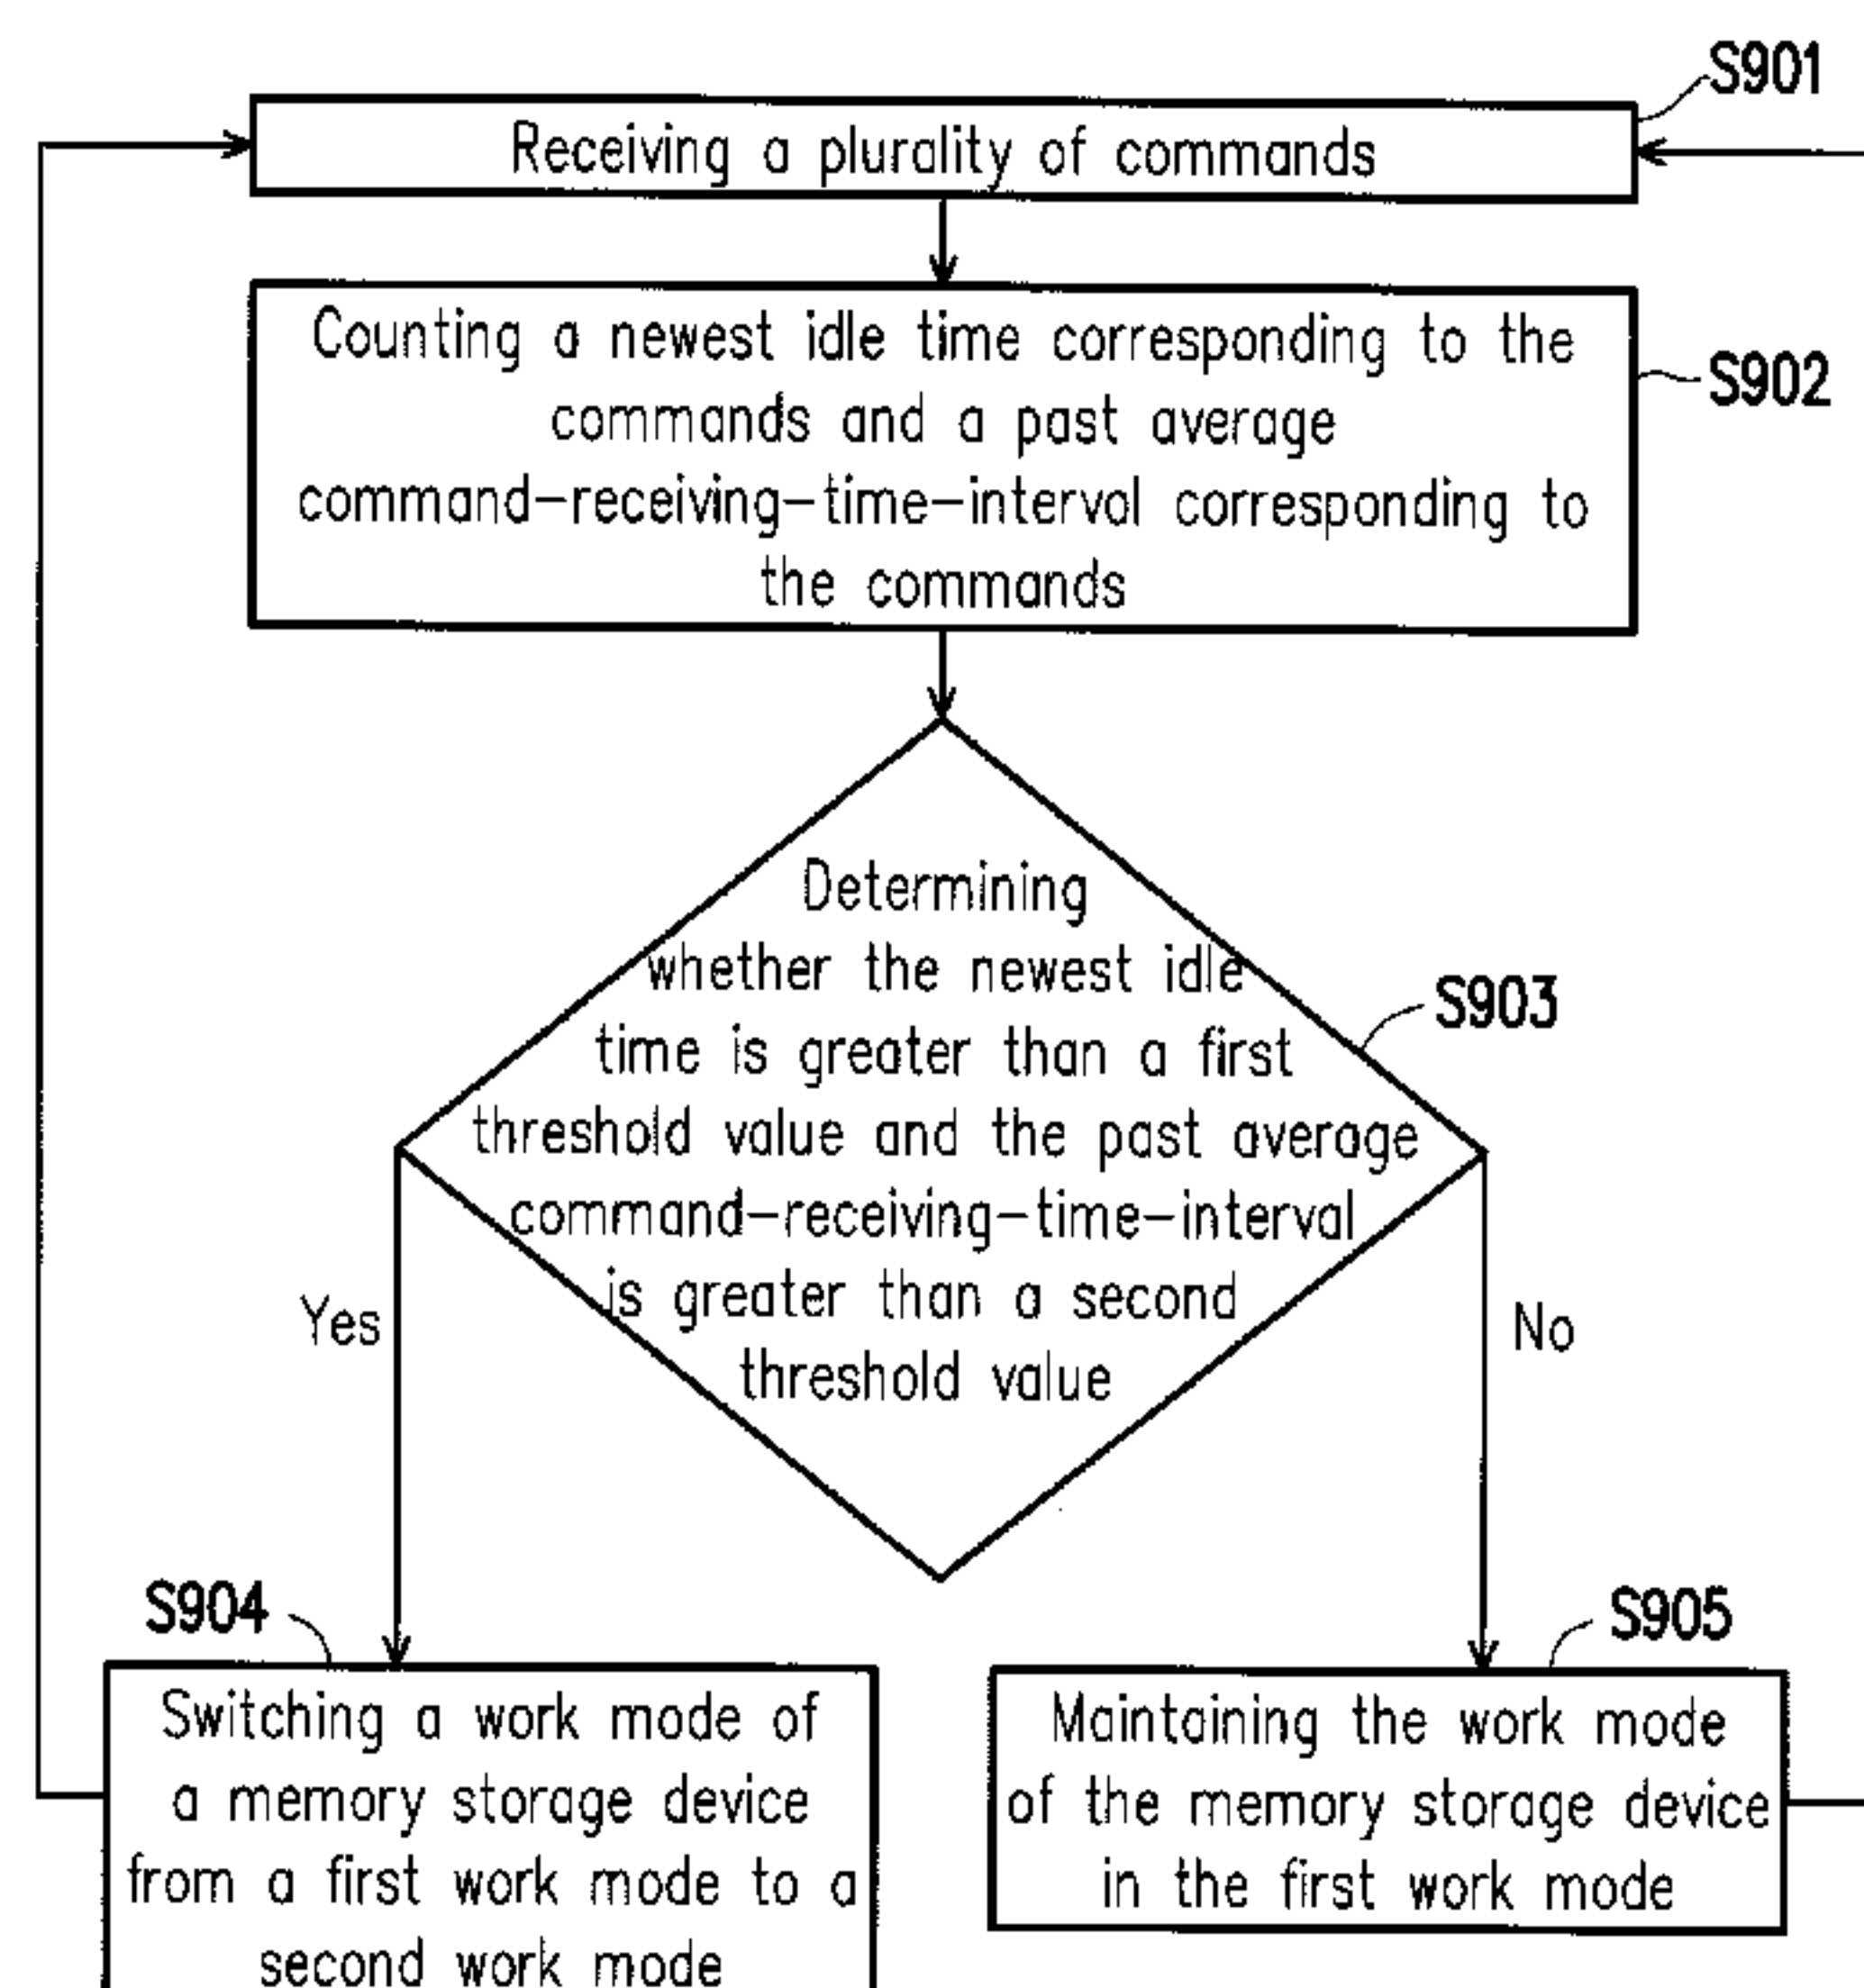 S901
Receiving a plurality of commands
Counting a newest idle time corresponding to the
commands and a past average
command-receiving-time-interval corresponding to
the commands
S902
Determining
whether the newest idle
time is greater than a first
threshold value and the past average
command-receiving-time-interval
is greater than a second
threshold value
S903
Yes
No
S904
Switching a work mode of
a memory storage device
from a first work mode to a
second work mode
S905
Maintaining the work mode
of the memory storage device
in the first work mode